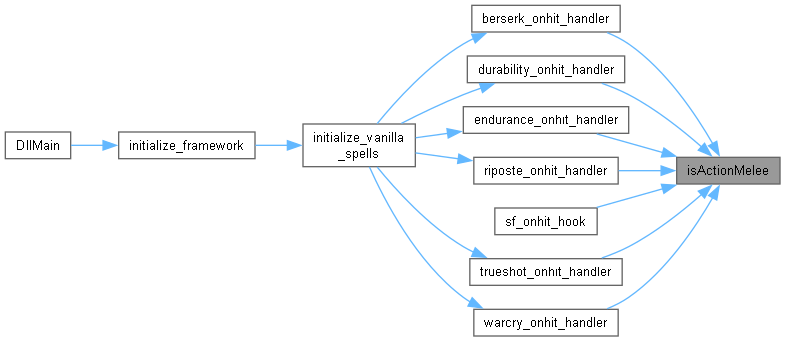 berserk_onhit_handler
durability_onhit_handler
endurance_onhit_handler
DllMain
initialize_framework
initialize_vanilla
_spells
riposte_onhit_handler
isActionMelee
sf_onhit_hook
trueshot_onhit_handler
warcry_onhit_handler